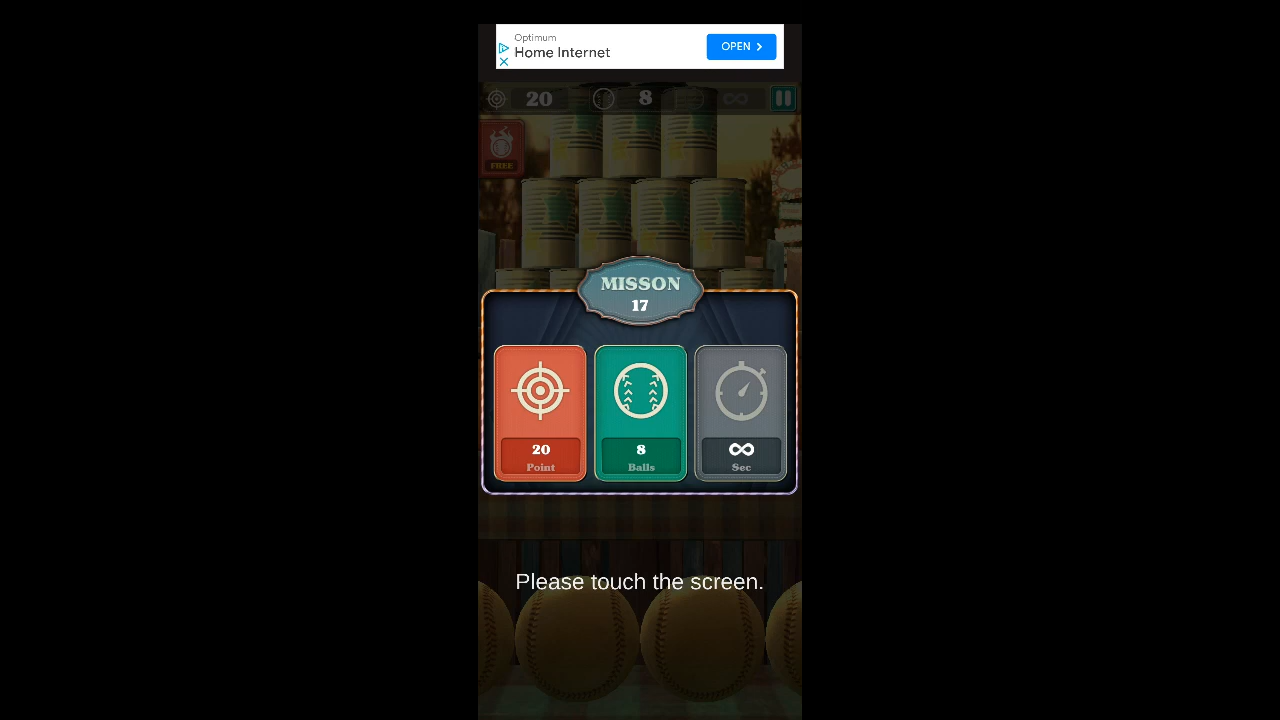 Optimum
Home Internet
OPEN
20
8
∞
FREE
MISSON
17
20
8
∞
Point
Balls
Sec
Please touch the screen.